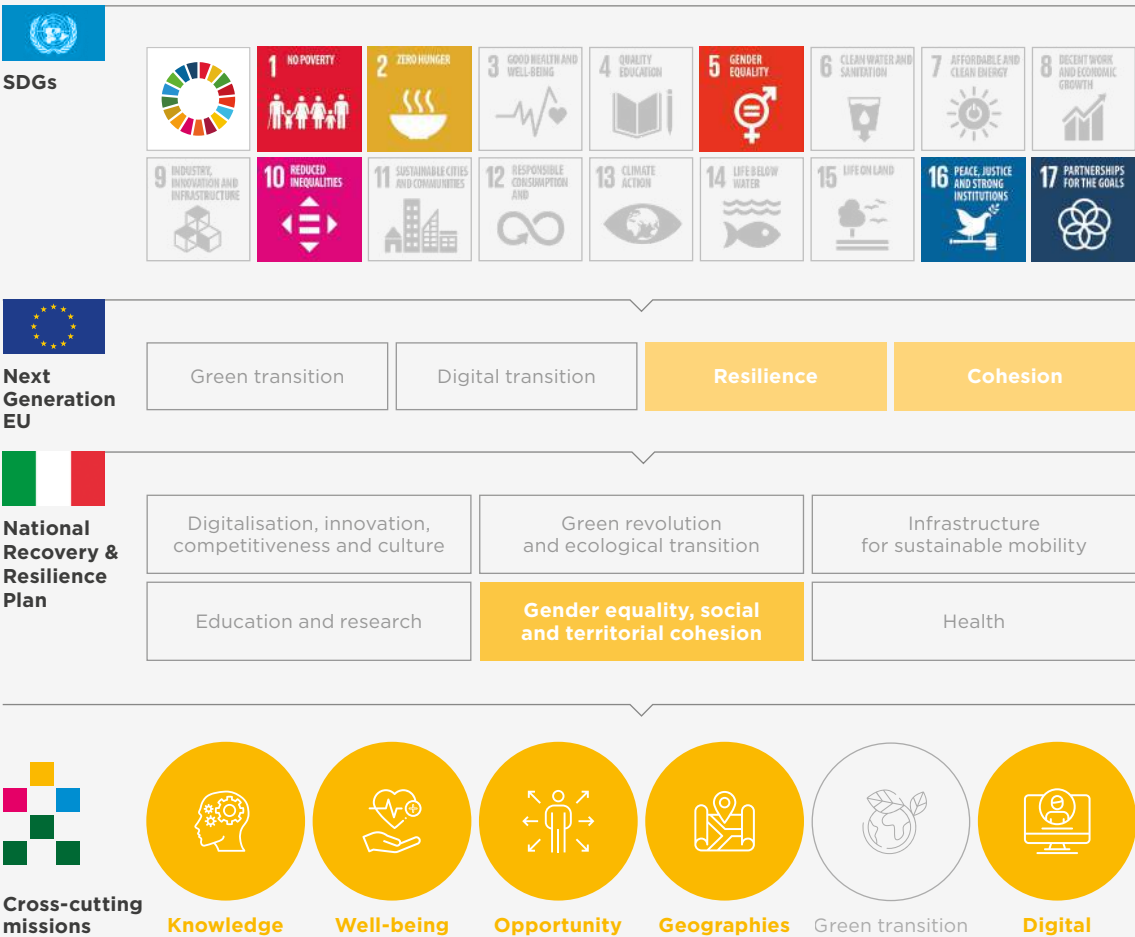 SDGs
1 NO POVERTY
2 ZERO HUNGER
3 GOOD HEALTH AND
WELL-BEING
4 QUALITY
EDUCATION
5 GENDER
EQUALITY
6 CLEAN WATER AND
SANITATION
7 AFFORDABLE AND
CLEAN ENERGY
8 DECENT WORK
AND ECONOMIC
GROWTH
9 INDUSTRY,
INNOVATION AND
INFRASTRUCTURE
10 REDUCED
INEQUALITIES
11 SUSTAINABLE CITIES
AND COMMUNITIES
12 RESPONSIBLE
CONSUMPTION
AND
13 CLIMATE
ACTION
14 LIFE BELOW
WATER
15 LIFE ON LAND
16 PEACE, JUSTICE
AND STRONG
INSTITUTIONS
17 PARTNERSHIPS
FOR THE GOALS
Next
Generation
EU
Green transition
Digital transition
Resilience
Cohesion
National
Recovery &
Resilience
Plan
Digitalisation, innovation,
competitiveness and culture
Green revolution
and ecological transition
Infrastructure
for sustainable mobility
Education and research
Gender equality, social
and territorial cohesion
Health
Cross-cutting
missions
Knowledge
Well-being
Opportunity
Geographies
Green transition
Digital